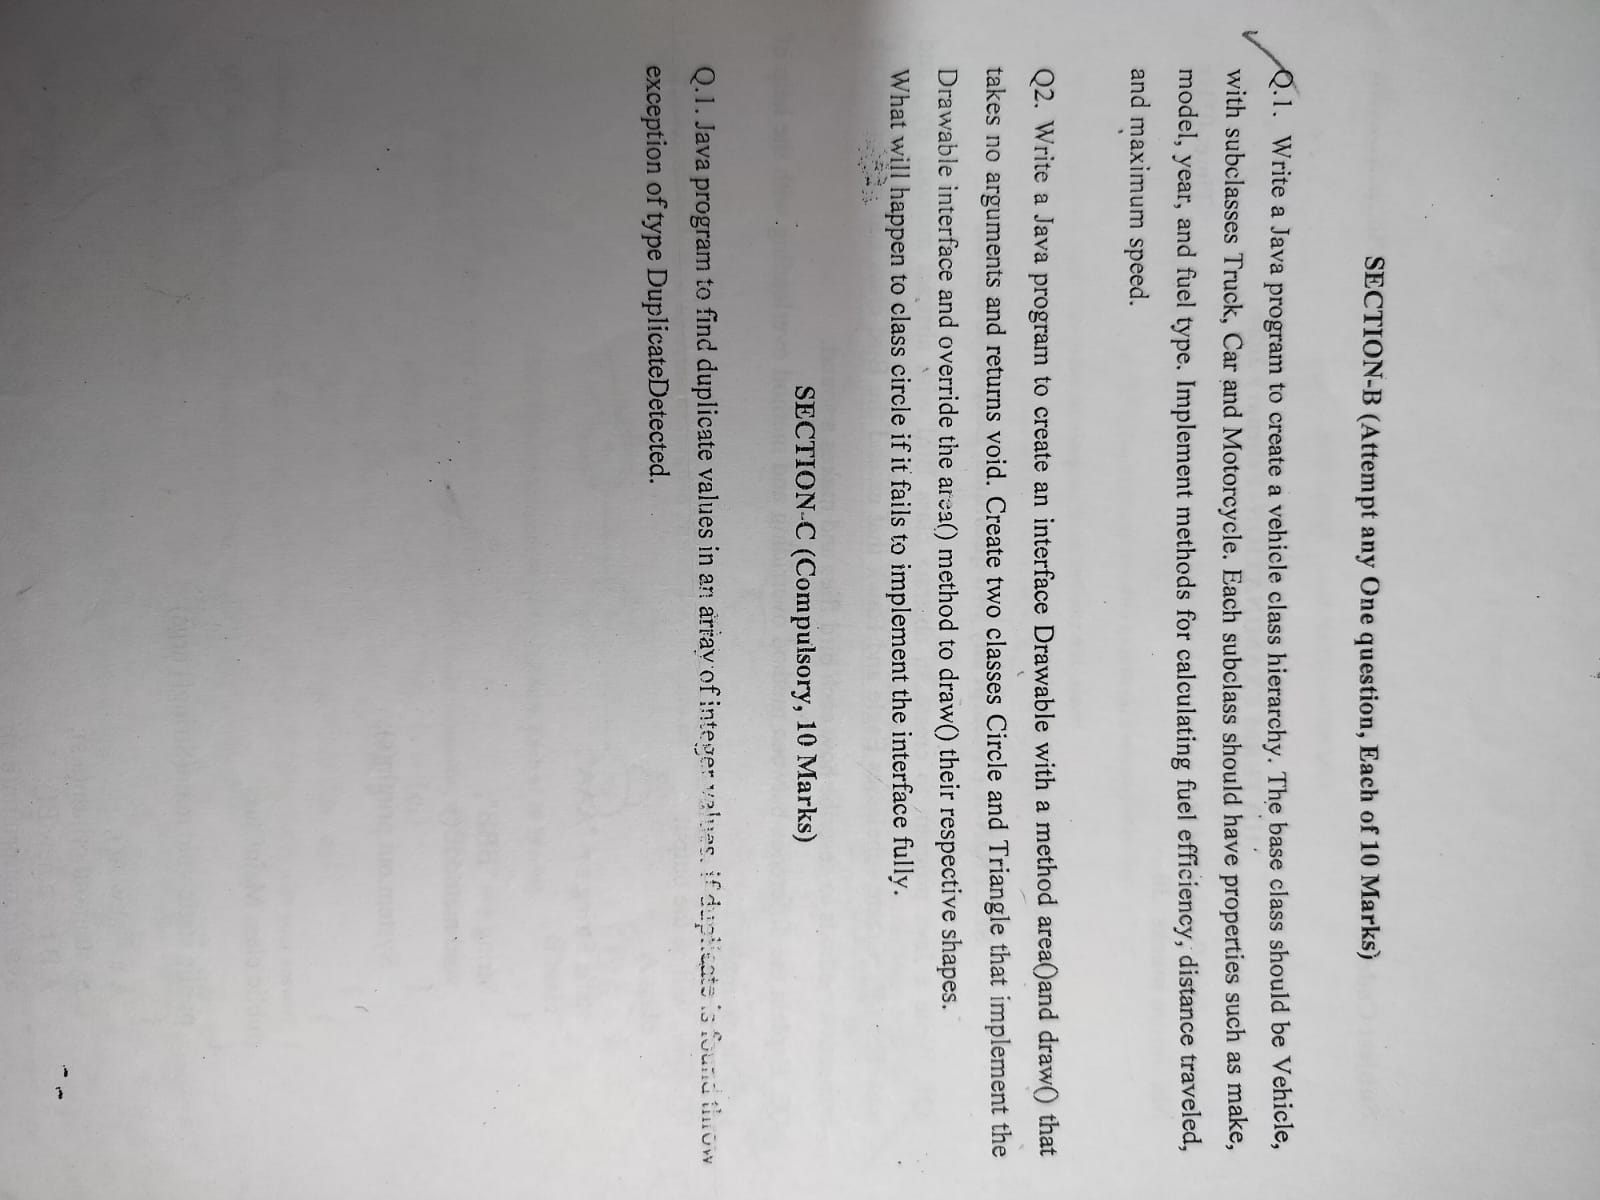 SECTION-B (Attempt any One question, Each of 10 Marks)
Q.1. Write a Java program to create a vehicle class hierarchy. The base class should be Vehicle,
with subclasses Truck, Car and Motorcycle. Each subclass should have properties such as make,
model, year, and fuel type. Implement methods for calculating fuel efficiency, distance traveled,
and maximum speed.
Q2. Write a Java program to create an interface Drawable with a method area()and draw() that
takes no arguments and returns void. Create two classes Circle and Triangle that implement the
Drawable interface and override the area() method to draw() their respective shapes.
What will happen to class circle if it fails to implement the interface fully.
SECTION-C (Compulsory, 10 Marks)
Q.1. Java program to find duplicate values in an array of integer values. if duplicate is found throw
exception of type DuplicateDetected.